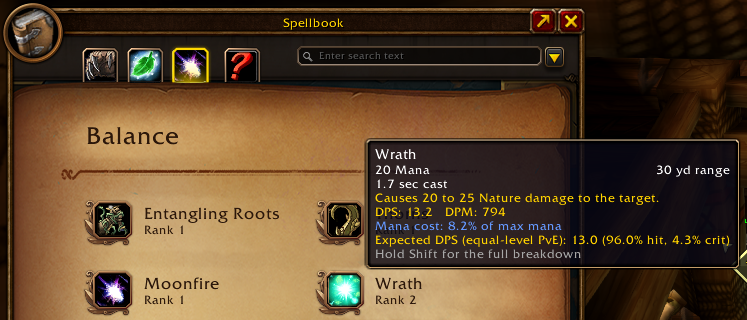 Spellbook
Enter search text
Balance
Entangling Roots
Rank 1
Moonfire
Rank 1
Wrath
Rank 2
Wrath
20 Mana 30 yd range
1.7 sec cast
Causes 20 to 25 Nature damage to the target.
DPS: 13.2 DPM: 794
Mana cost: 8.2% of max mana
Expected DPS (equal-level PvE): 13.0 (96.0% hit, 4.3% crit)
Hold Shift for the full breakdown